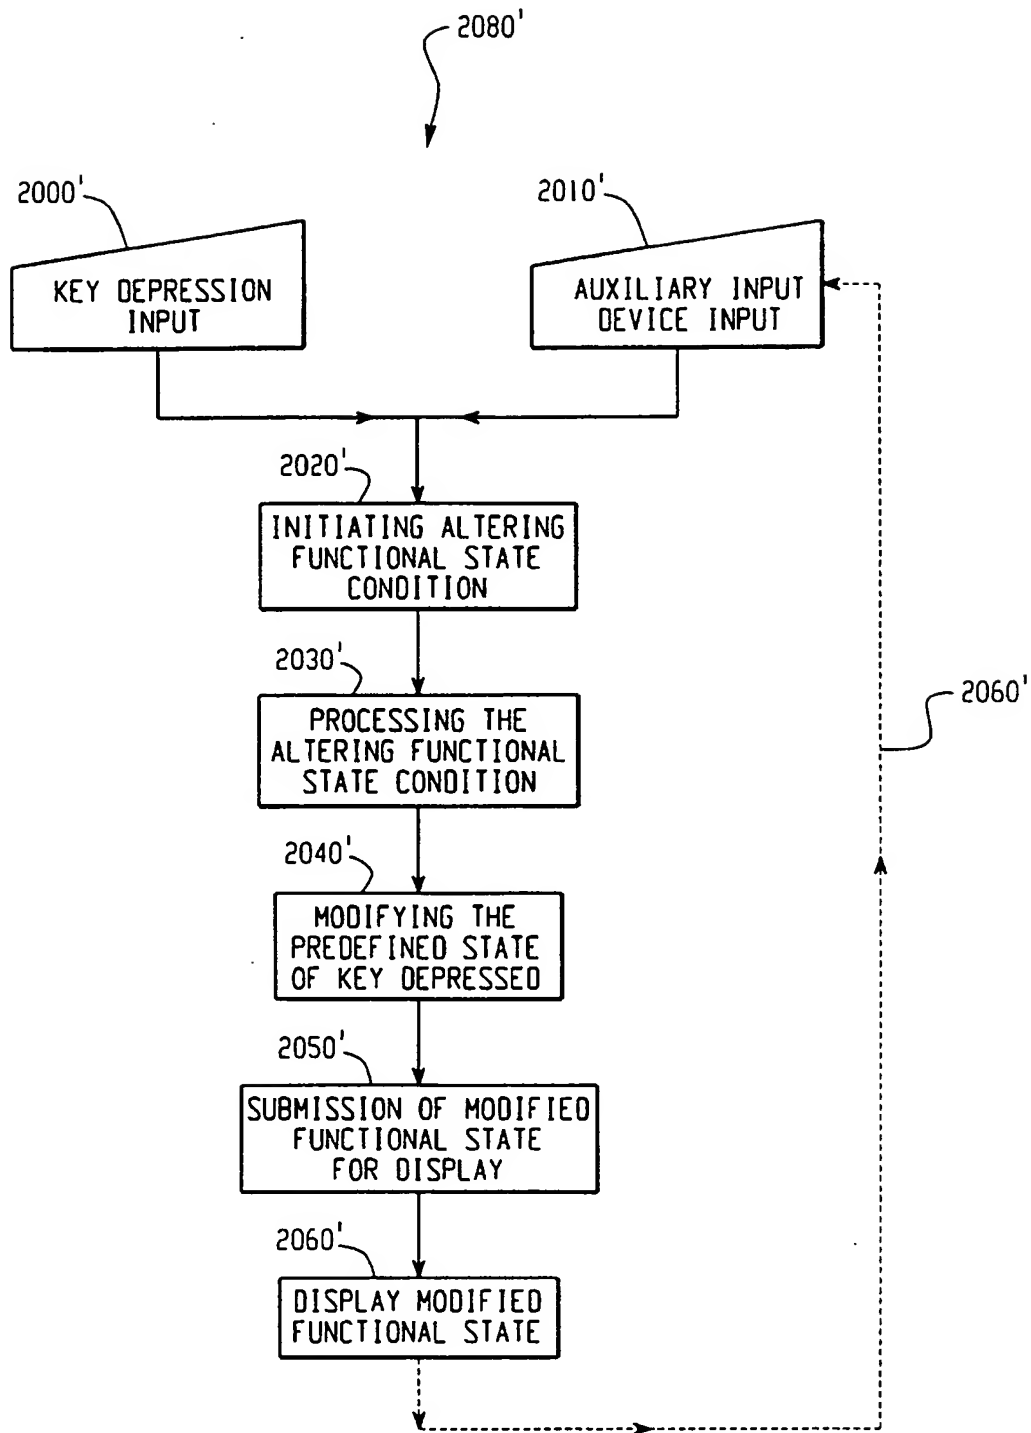 2080'
2000'
KEY DEPRESSION
INPUT
2010'
AUXILIARY INPUT
DEVICE INPUT
2020'
INITIATING ALTERING
FUNCTIONAL STATE
CONDITION
2030'
PROCESSING THE
ALTERING FUNCTIONAL
STATE CONDITION
2060'
2040'
MODIFYING THE
PREDEFINED STATE
OF KEY DEPRESSED
2050'
SUBMISSION OF MODIFIED
FUNCTIONAL STATE
FOR DISPLAY
2060'
DISPLAY MODIFIED
FUNCTIONAL STATE